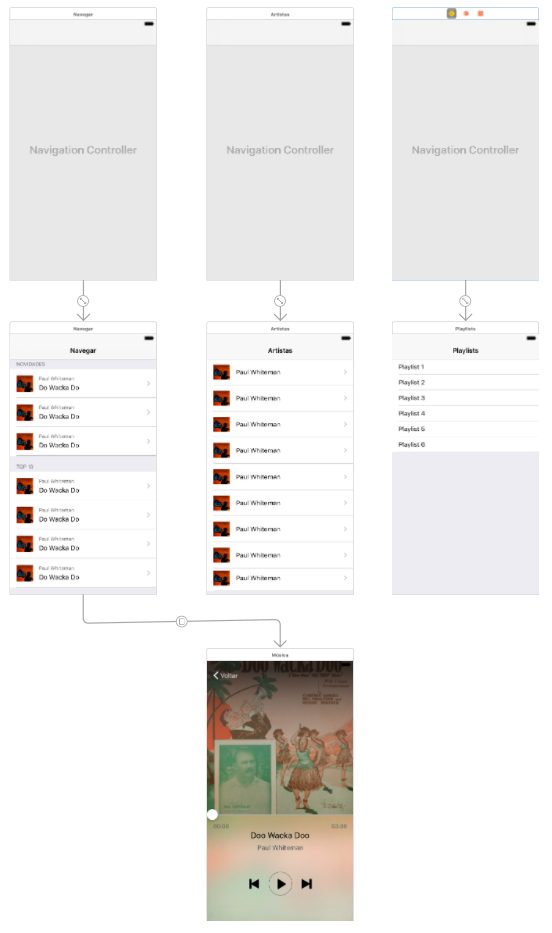 Navegar
Artistas
Navigation Controller
Navigation Controller
Navigation Controller
Navegar
Artistas
Playlists
Navegar
Artistas
Playlists
NOVIDADES
Paul Whiteman
Do Wacka Do
Paul Whiteman
Do Wacka Do
Paul Whiteman
Do Wacka Do
TOP 10
Paul Whiteman
Do Wacka Do
Paul Whiteman
Do Wacka Do
Paul Whiteman
Do Wacka Do
Paul Whiteman
Do Wacka Do
Paul Whiteman
Paul Whiteman
Paul Whiteman
Paul Whiteman
Paul Whiteman
Paul Whiteman
Paul Whiteman
Paul Whiteman
Paul Whiteman
Playlist 1
Playlist 2
Playlist 3
Playlist 4
Playlist 5
Playlist 6
Música
DOO WACKA DOO
Volter
00:00
03:06
Doo Wacka Doo
Paul Whiteman